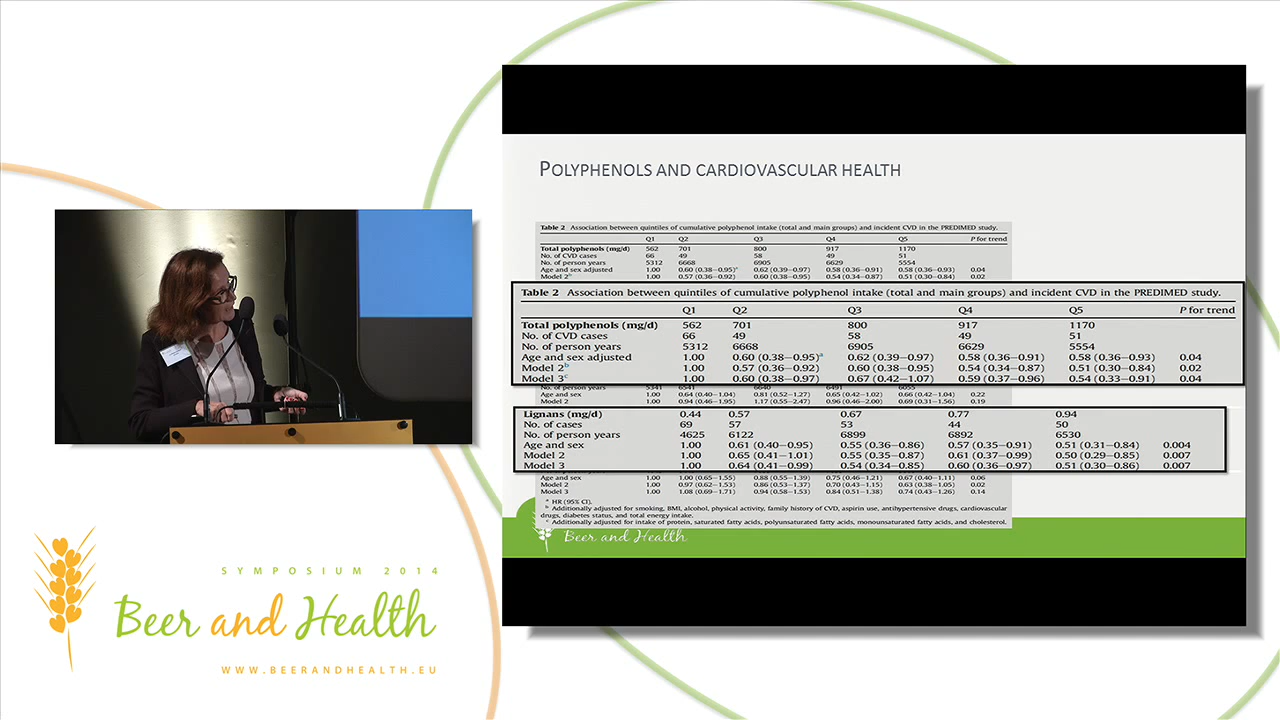 POLYPHENOLS AND CARDIOVASCULAR HEALTH
Table 2 Association between quintiles of cumulative polyphenol intake (total and main groups) and incident CVD in the PREDIMED study.
Q1 Q2 Q3 Q4 Q5 P for trend
Total polyphenols (mg/d) 562 701 800 917 1170
No. of CVD cases 66 49 58 49 51
No. of person years 5312 6668 6905 6629 5554
Age and sex adjusted 1.00 0.60 (0.38–0.95)a 0.62 (0.39–0.97) 0.58 (0.36–0.91) 0.58 (0.36–0.93) 0.04
Model 2b 1.00 0.57 (0.36–0.92) 0.60 (0.38–0.95) 0.54 (0.34–0.87) 0.51 (0.30–0.84) 0.02
Table 2 Association between quintiles of cumulative polyphenol intake (total and main groups) and incident CVD in the PREDIMED study.
Q1 Q2 Q3 Q4 Q5 P for trend
Total polyphenols (mg/d) 562 701 800 917 1170
No. of CVD cases 66 49 58 49 51
No. of person years 5312 6668 6905 6629 5554
Age and sex adjusted 1.00 0.60 (0.38–0.95)a 0.62 (0.39–0.97) 0.58 (0.36–0.91) 0.58 (0.36–0.93) 0.04
Model 2b 1.00 0.57 (0.36–0.92) 0.60 (0.38–0.95) 0.54 (0.34–0.87) 0.51 (0.30–0.84) 0.02
Model 3c 1.00 0.60 (0.38–0.97) 0.67 (0.42–1.07) 0.59 (0.37–0.96) 0.54 (0.33–0.91) 0.04
No. of person years 5341 6541 6640 6491 6055
Age and sex 1.00 0.64 (0.40–1.04) 0.81 (0.52–1.27) 0.65 (0.42–1.02) 0.66 (0.42–1.04) 0.22
Model 2 1.00 0.94 (0.46–1.95) 1.17 (0.55–2.47) 0.96 (0.46–2.00) 0.69 (0.31–1.56) 0.19
Lignans (mg/d) 0.44 0.57 0.67 0.77 0.94
No. of cases 69 57 53 44 50
No. of person years 4625 6122 6899 6892 6530
Age and sex 1.00 0.61 (0.40–0.95) 0.55 (0.36–0.86) 0.57 (0.35–0.91) 0.51 (0.31–0.84) 0.004
Model 2 1.00 0.65 (0.41–1.01) 0.55 (0.35–0.87) 0.61 (0.37–0.99) 0.50 (0.29–0.85) 0.007
Model 3 1.00 0.64 (0.41–0.99) 0.54 (0.34–0.85) 0.60 (0.36–0.97) 0.51 (0.30–0.86) 0.007
Age and sex 1.00 1.00 (0.65–1.55) 0.88 (0.55–1.39) 0.75 (0.46–1.21) 0.67 (0.40–1.11) 0.06
Model 2 1.00 0.97 (0.62–1.53) 0.86 (0.53–1.37) 0.70 (0.43–1.15) 0.63 (0.38–1.05) 0.02
Model 3 1.00 1.08 (0.69–1.71) 0.94 (0.58–1.53) 0.84 (0.51–1.38) 0.74 (0.43–1.26) 0.14
a HR (95% CI).
b Additionally adjusted for smoking, BMI, alcohol, physical activity, family history of CVD, aspirin use, antihypertensive drugs, cardiovascular
drugs, diabetes status, and total energy intake.
c Additionally adjusted for intake of protein, saturated fatty acids, polyunsaturated fatty acids, monounsaturated fatty acids, and cholesterol.
Beer and Health
SYMPOSIUM 2014
Beer and Health
WWW.BEERANDHEALTH.EU